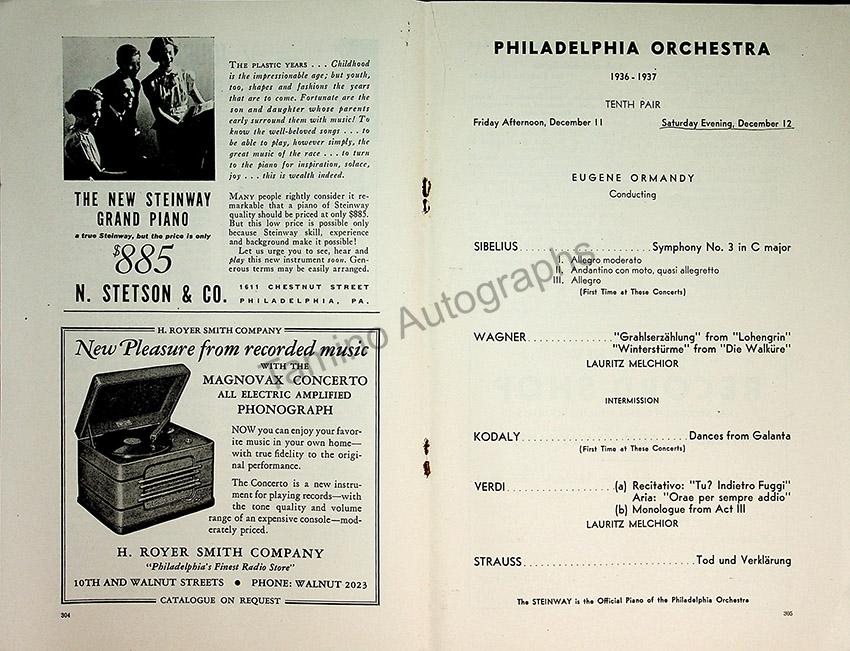 THE PLASTIC YEARS . . . Childhood
is the impressionable age; but youth,
too, shapes and fashions the years
that are to come. Fortunate are the
son and daughter whose parents
early surround them with music! To
know the well-beloved songs . . . to
be able to play, however simply, the
great music of the race . . . to turn
to the piano for inspiration, solace,
joy . . . this is wealth indeed.
THE NEW STEINWAY
GRAND PIANO
a true Steinway, but the price is only
$885
N. STETSON & CO.
MANY people rightly consider it re-
markable that a piano of Steinway
quality should be priced at only $885.
But this low price is possible only
because Steinway skill, experience
and background make it possible!
Let us urge you to see, hear and
play this new instrument soon. Gen-
erous terms may be easily arranged.
1611 CHESTNUT STREET
PHILADELPHIA, PA.
H. ROYER SMITH COMPANY
New Pleasure from recorded music
WITH THE
MAGNOVAX CONCERTO
ALL ELECTRIC AMPLIFIED
PHONOGRAPH
NOW you can enjoy your favor-
ite music in your own home—
with true fidelity to the origi-
nal performance.
The Concerto is a new instru-
ment for playing records—with
the tone quality and volume
range of an expensive console—mod-
erately priced.
H. ROYER SMITH COMPANY
"Philadelphia's Finest Radio Store"
10TH AND WALNUT STREETS ● PHONE: WALNUT 2023
CATALOGUE ON REQUEST
304
PHILADELPHIA ORCHESTRA
1936-1937
TENTH PAIR
Friday Afternoon, December 11 Saturday Evening, December 12
EUGENE ORMANDY
Conducting
SIBELIUS.............................Symphony No. 3 in C major
I. Allegro moderato
II. Andantino con moto, quasi allegretto
III. Allegro
(First Time at These Concerts)
WAGNER................"Grahlserzählung" from "Lohengrin"
"Winterstürme" from "Die Walküre"
LAURITZ MELCHIOR
INTERMISSION
KODALY................................Dances from Galanta
(First Time at These Concerts)
VERDI................(a) Recitativo: "Tu? Indietro Fuggi"
Aria: "Orae per sempre addio"
(b) Monologue from Act III
LAURITZ MELCHIOR
STRAUSS................................Tod und Verklärung
The STEINWAY is the Official Piano of the Philadelphia Orchestra
305
Tamino Autographs